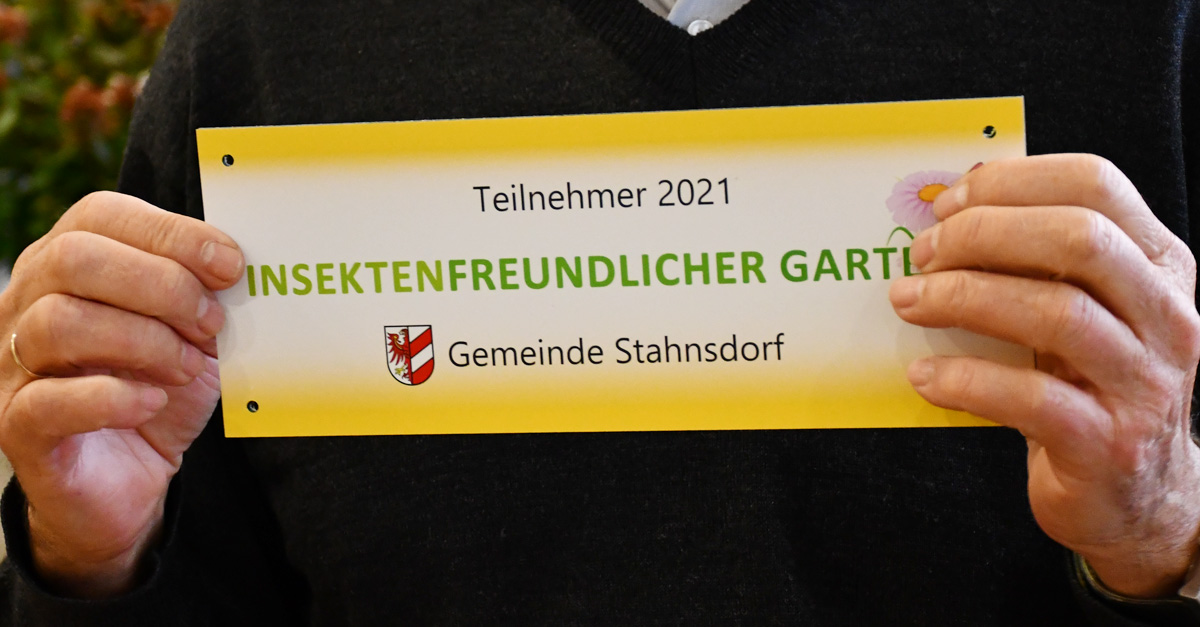 Teilnehmer 2021
INSEKTENFREUNDLICHER GARTE
Gemeinde Stahnsdorf